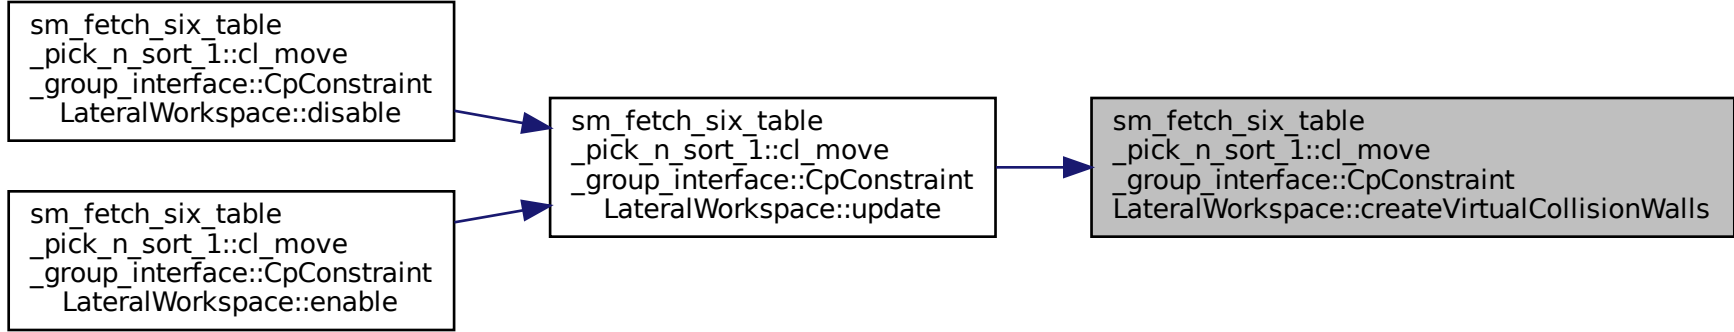 sm_fetch_six_table
_pick_n_sort_1::cl_move
_group_interface::CpConstraint
LateralWorkspace::disable
sm_fetch_six_table
_pick_n_sort_1::cl_move
_group_interface::CpConstraint
LateralWorkspace::enable
sm_fetch_six_table
_pick_n_sort_1::cl_move
_group_interface::CpConstraint
LateralWorkspace::update
sm_fetch_six_table
_pick_n_sort_1::cl_move
_group_interface::CpConstraint
LateralWorkspace::createVirtualCollisionWalls